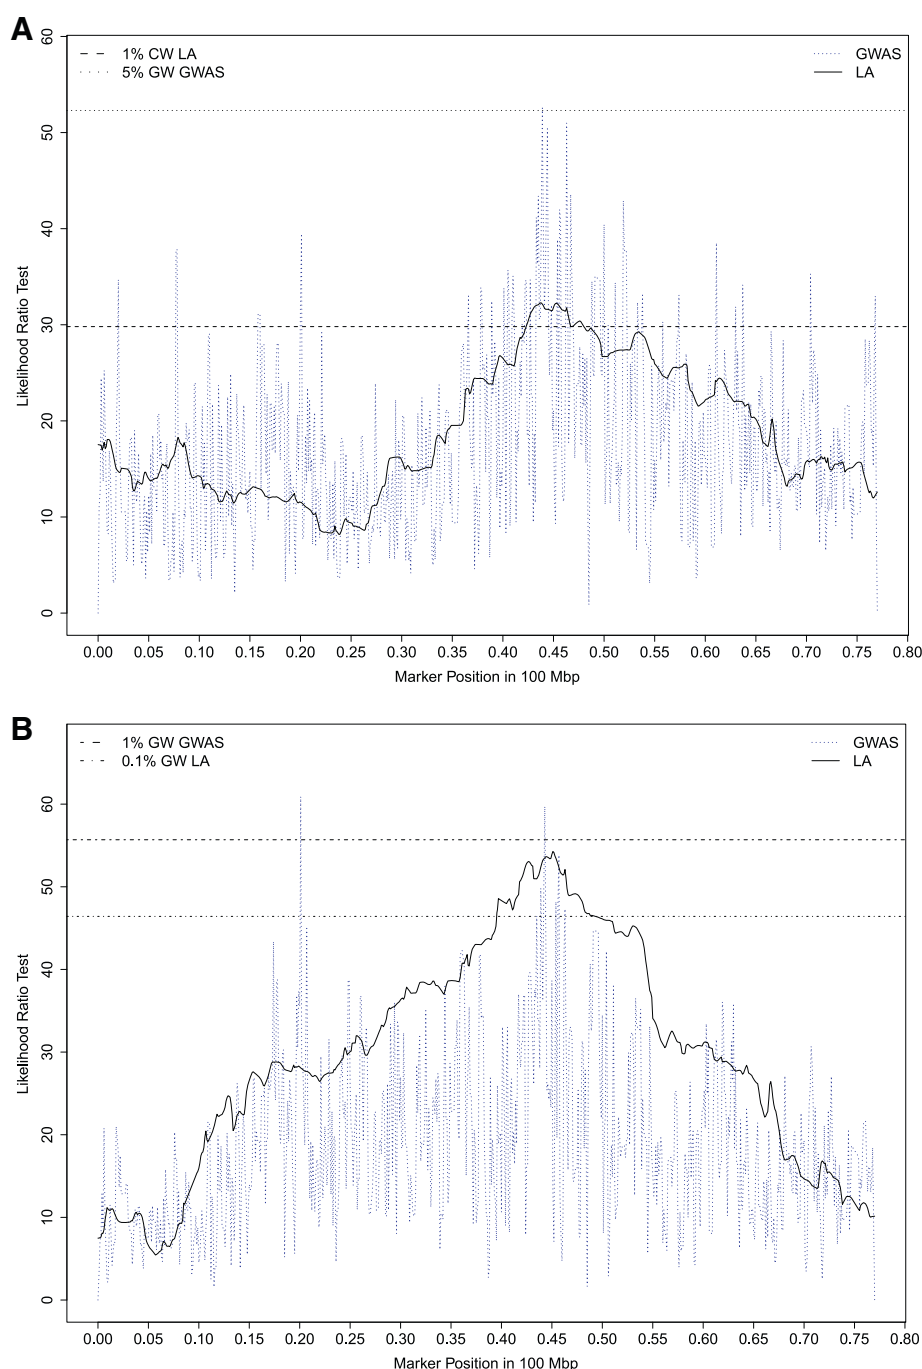 A
1% CW LA
5% GW GWAS
GWAS
LA
60
50
40
30
20
10
0
Likelihood Ratio Test
0.00 0.05 0.10 0.15 0.20 0.25 0.30 0.35 0.40 0.45 0.50 0.55 0.60 0.65 0.70 0.75 0.80
Marker Position in 100 Mbp
B
1% GW GWAS
0.1% GW LA
GWAS
LA
60
50
40
30
20
10
0
Likelihood Ratio Test
0.00 0.05 0.10 0.15 0.20 0.25 0.30 0.35 0.40 0.45 0.50 0.55 0.60 0.65 0.70 0.75 0.80
Marker Position in 100 Mbp